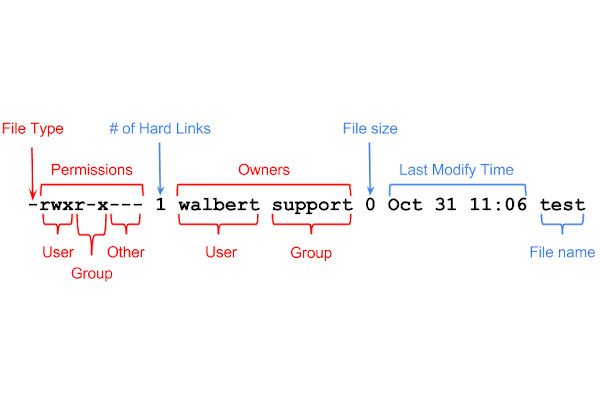 File Type
# of Hard Links
File size
Permissions
Owners
Last Modify Time
-rwxr-x--- 1 walbert support 0 Oct 31 11:06 test
User
Other
User
Group
File name
Group